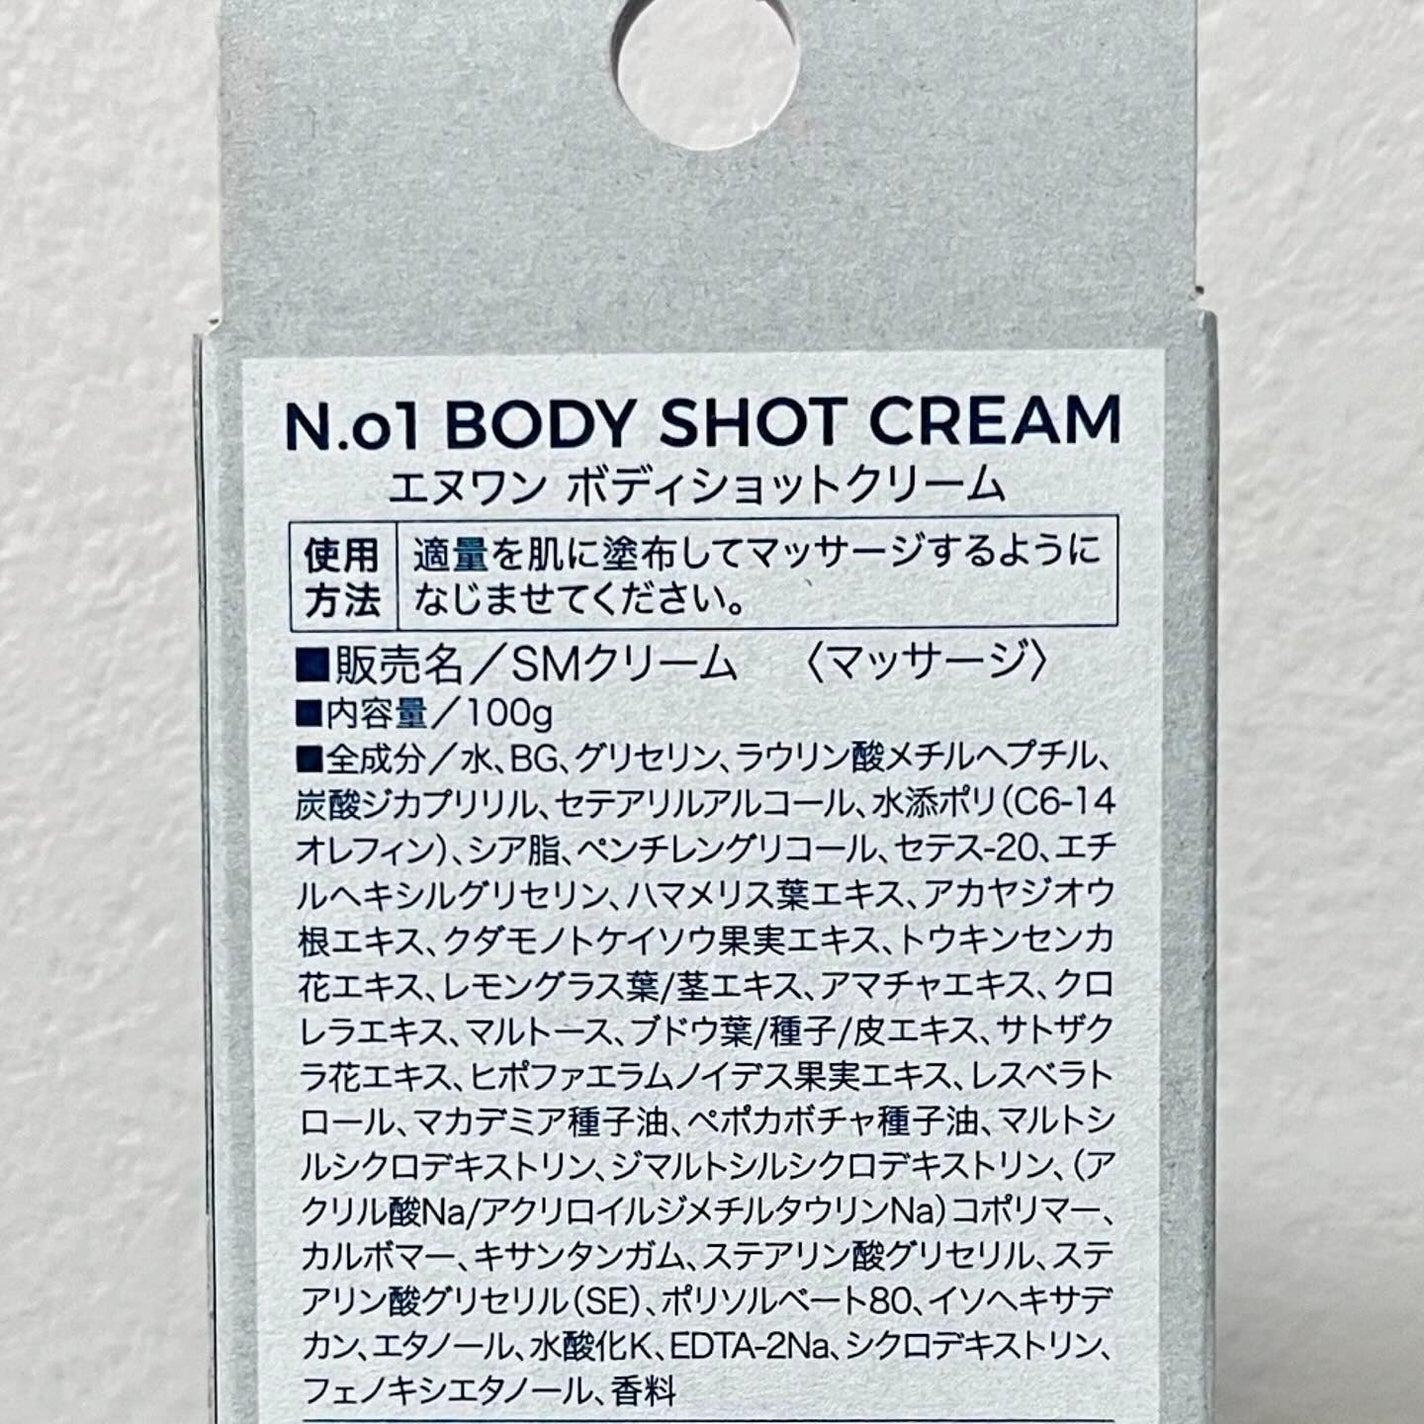 N.o1 BODY SHOT CREAM
エヌワン ボディショットクリーム
使用方法
適量を肌に塗布してマッサージするように
なじませてください。
■販売名／SMクリーム 〈マッサージ〉
■内容量／100g
■全成分／水、BG、グリセリン、ラウリン酸メチルヘプチル、
炭酸ジカプリリル、セテアリルアルコール、水添ポリ(C6-14
オレフィン)、シア脂、ペンチレングリコール、セテス-20、エチ
ルヘキシルグリセリン、ハマメリス葉エキス、アカヤジオウ
根エキス、クダモノトケイソウ果実エキス、トウキンセンカ
花エキス、レモングラス葉/茎エキス、アマチャエキス、クロ
レラエキス、マルトース、ブドウ葉/種子/皮エキス、サトザク
ラ花エキス、ヒポファエラムノイデス果実エキス、レスベラト
ロール、マカデミア種子油、ペポカボチャ種子油、マルトシ
ルシクロデキストリン、ジマルトシルシクロデキストリン、(ア
クリル酸Na/アクリロイルジメチルタウリンNa)コポリマー、
カルボマー、キサンタンガム、ステアリン酸グリセリル、ステ
アリン酸グリセリル(SE)、ポリソルベート80、イソヘキサデ
カン、エタノール、水酸化K、EDTA-2Na、シクロデキストリン、
フェノキシエタノール、香料